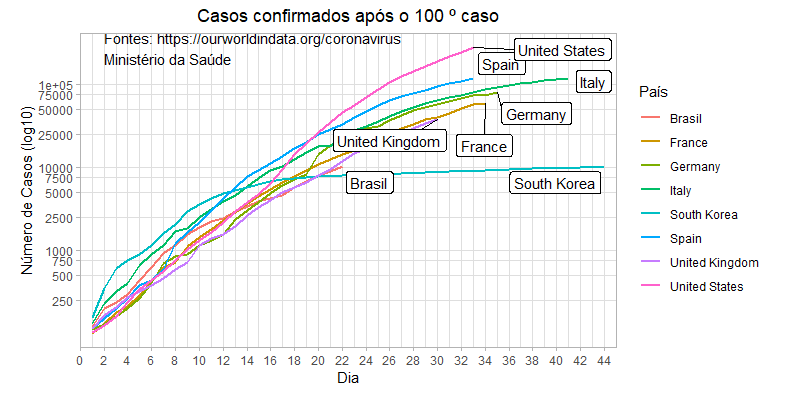 Casos confirmados após o 100 º caso
Fontes: https://ourworldindata.org/coronavirus
Ministério da Saúde
Número de Casos (log10)
1e+05
75000
50000
25000
10000
7500
5000
2500
1000
750
500
250
United States
Spain
Italy
Germany
United Kingdom
France
Brasil
South Korea
0 2 4 6 8 10 12 14 16 18 20 22 24 26 28 30 32 34 36 38 40 42 44
Dia
País
Brasil
France
Germany
Italy
South Korea
Spain
United Kingdom
United States